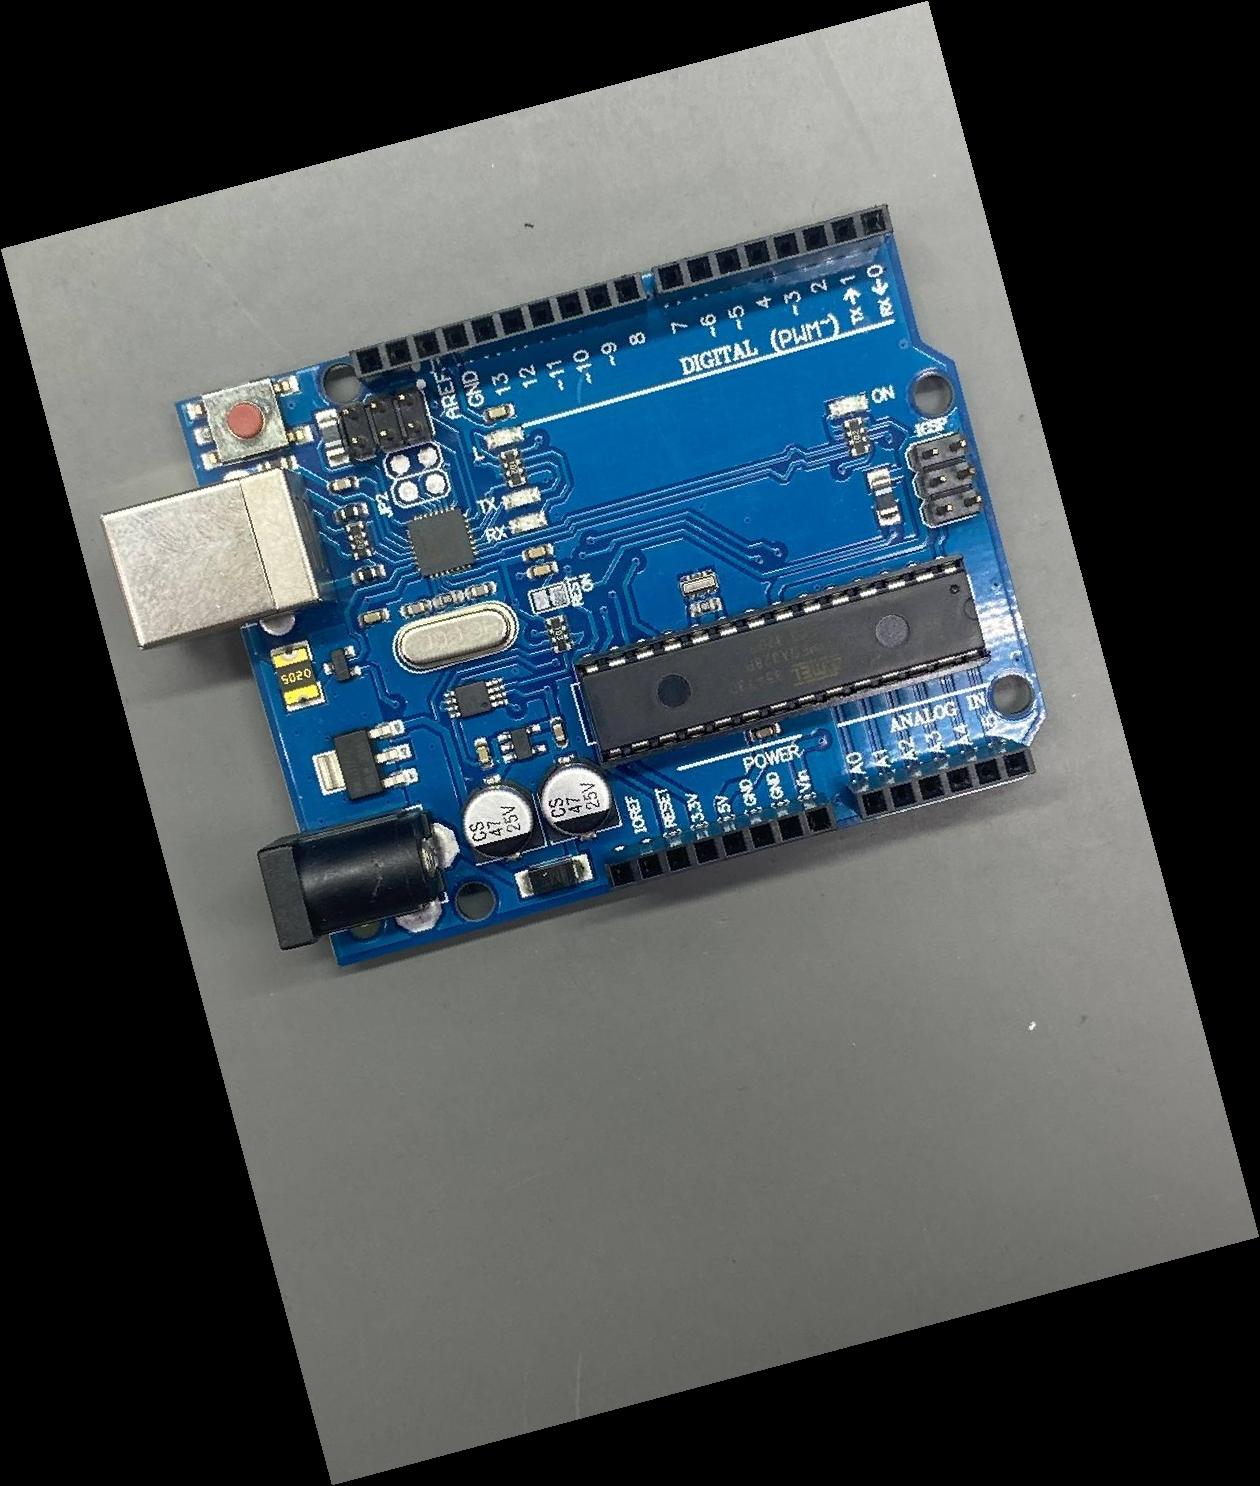 AREF
GND
13
12
~11
~10
~9
8
7
~6
~5
4
~3
2
TX→1
RX←0
DIGITAL (PWM~)
ON
ICSP
JP2
L
TX
RX
RESET
EN
0205
CS
47
25V
CS
47
25V
POWER
IOREF
RESET
3.3V
5V
GND
GND
Vin
ANALOG IN
A0
A1
A2
A3